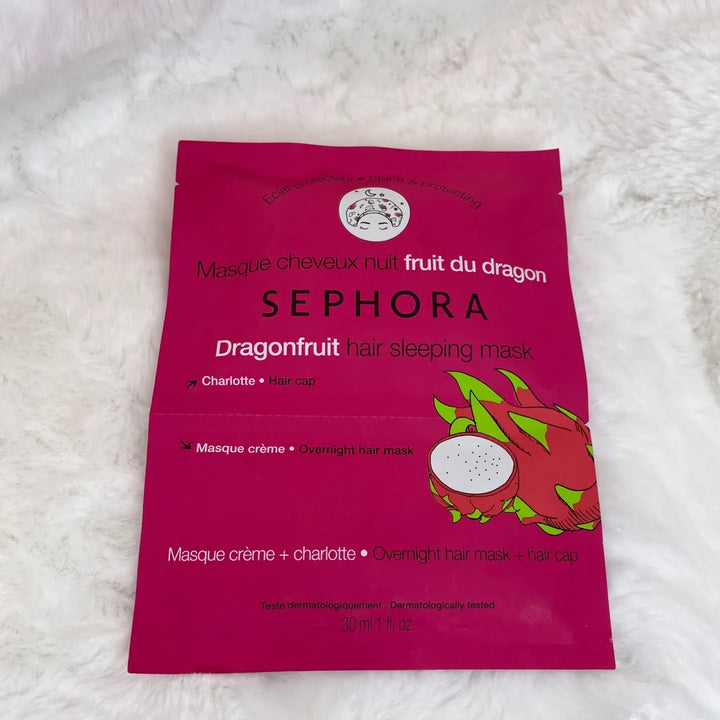 Éclat protecteur • Shine & protecting
Masque cheveux nuit fruit du dragon
SEPHORA
Dragonfruit hair sleeping mask
Charlotte • Hair cap
Masque crème • Overnight hair mask
Masque crème + charlotte • Overnight hair mask + hair cap
Testé dermatologiquement . Dermatologically tested
30 ml 1 fl. oz.